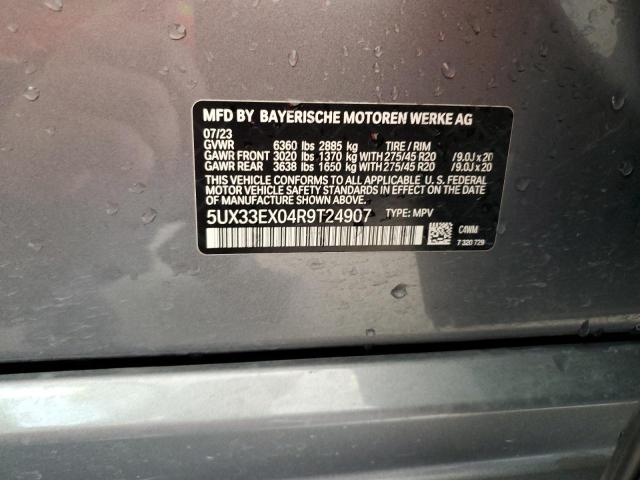 MFD BY BAYERISCHE MOTOREN WERKE AG
07/23
GVWR 6360 lbs 2885 kg TIRE / RIM
GAWR FRONT 3020 lbs 1370 kg WITH 275/45 R20 /9.0J x 20
GAWR REAR 3638 lbs 1650 kg WITH 275/45 R20 /9.0J x 20
THIS VEHICLE CONFORMS TO ALL APPLICABLE U.S. FEDERAL
MOTOR VEHICLE SAFETY STANDARDS IN EFFECT ON THE DATE
OF MANUFACTURE SHOWN ABOVE.
5UX33EX04R9T24907 TYPE: MPV
C4WM
7 320 729